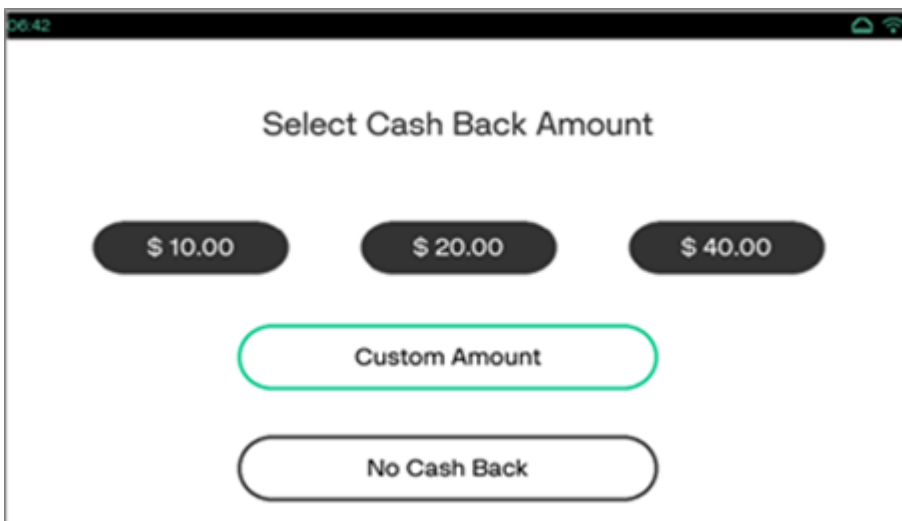 06:42
Select Cash Back Amount
$ 10.00 $ 20.00 $ 40.00
Custom Amount
No Cash Back